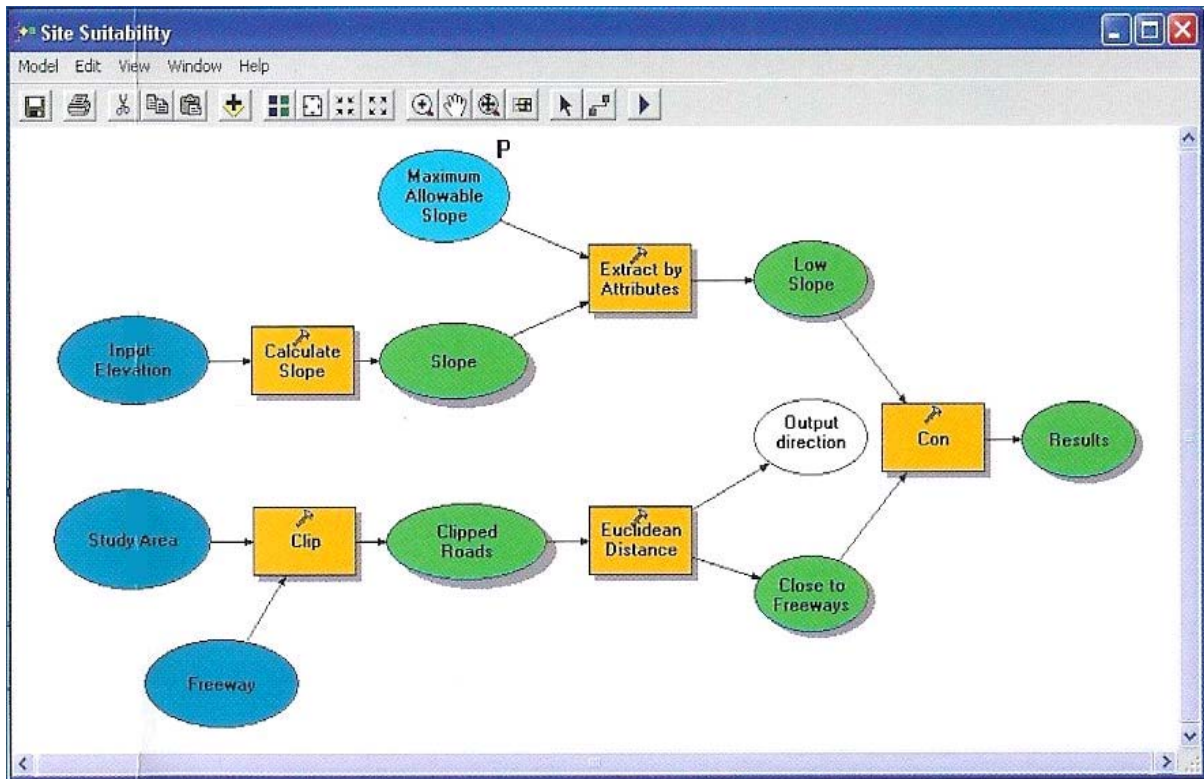 Site Suitability
Model Edit View Window Help
P
Maximum
Allowable
Slope
Extract by
Attributes
Low
Slope
Input
Elevation
Calculate
Slope
Slope
Output
direction
Con
Results
Study Area
Clip
Clipped
Roads
Euclidean
Distance
Close to
Freeways
Freeway